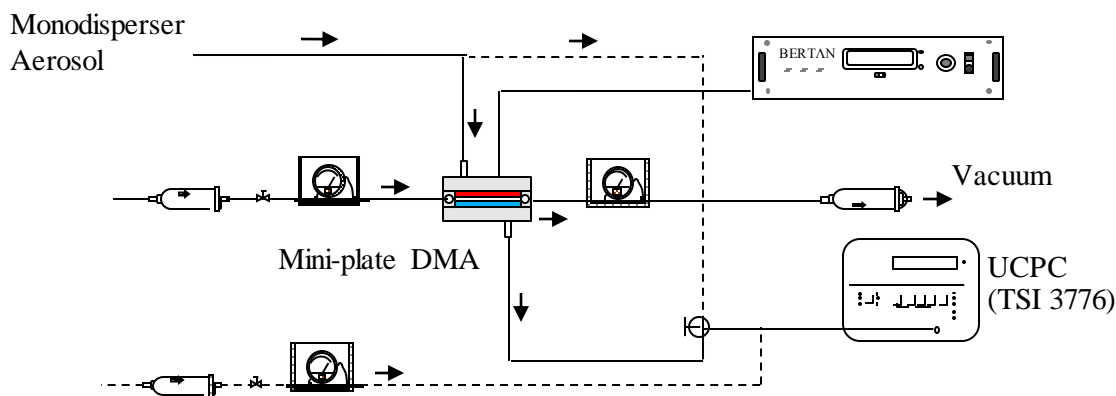 Monodisperser
Aerosol
BERTAN
Vacuum
Mini-plate DMA
UCPC
(TSI 3776)